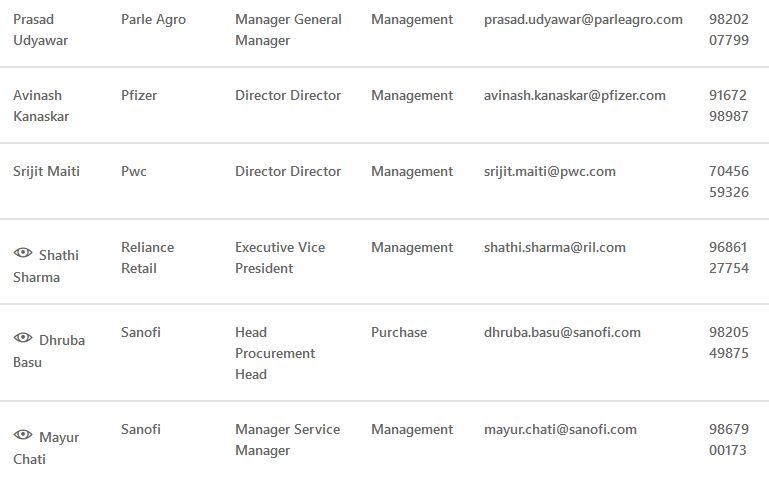 Prasad Parle Agro Manager General Management prasad.udyawar@parleagro.com 98202
Udyawar Manager 07799
Avinash Pfizer Director Director Management avinash.kanaskar@pfizer.com 91672
Kanaskar 98987
Srijit Maiti Pwc Director Director Management srijit.maiti@pwc.com 70456
59326
Shathi Reliance Executive Vice Management shathi.sharma@ril.com 96861
Sharma Retail President 27754
Dhruba Sanofi Head Purchase dhruba.basu@sanofi.com 98205
Basu Procurement 49875
Head
Mayur Sanofi Manager Service Management mayur.chati@sanofi.com 98679
Chati Manager 00173